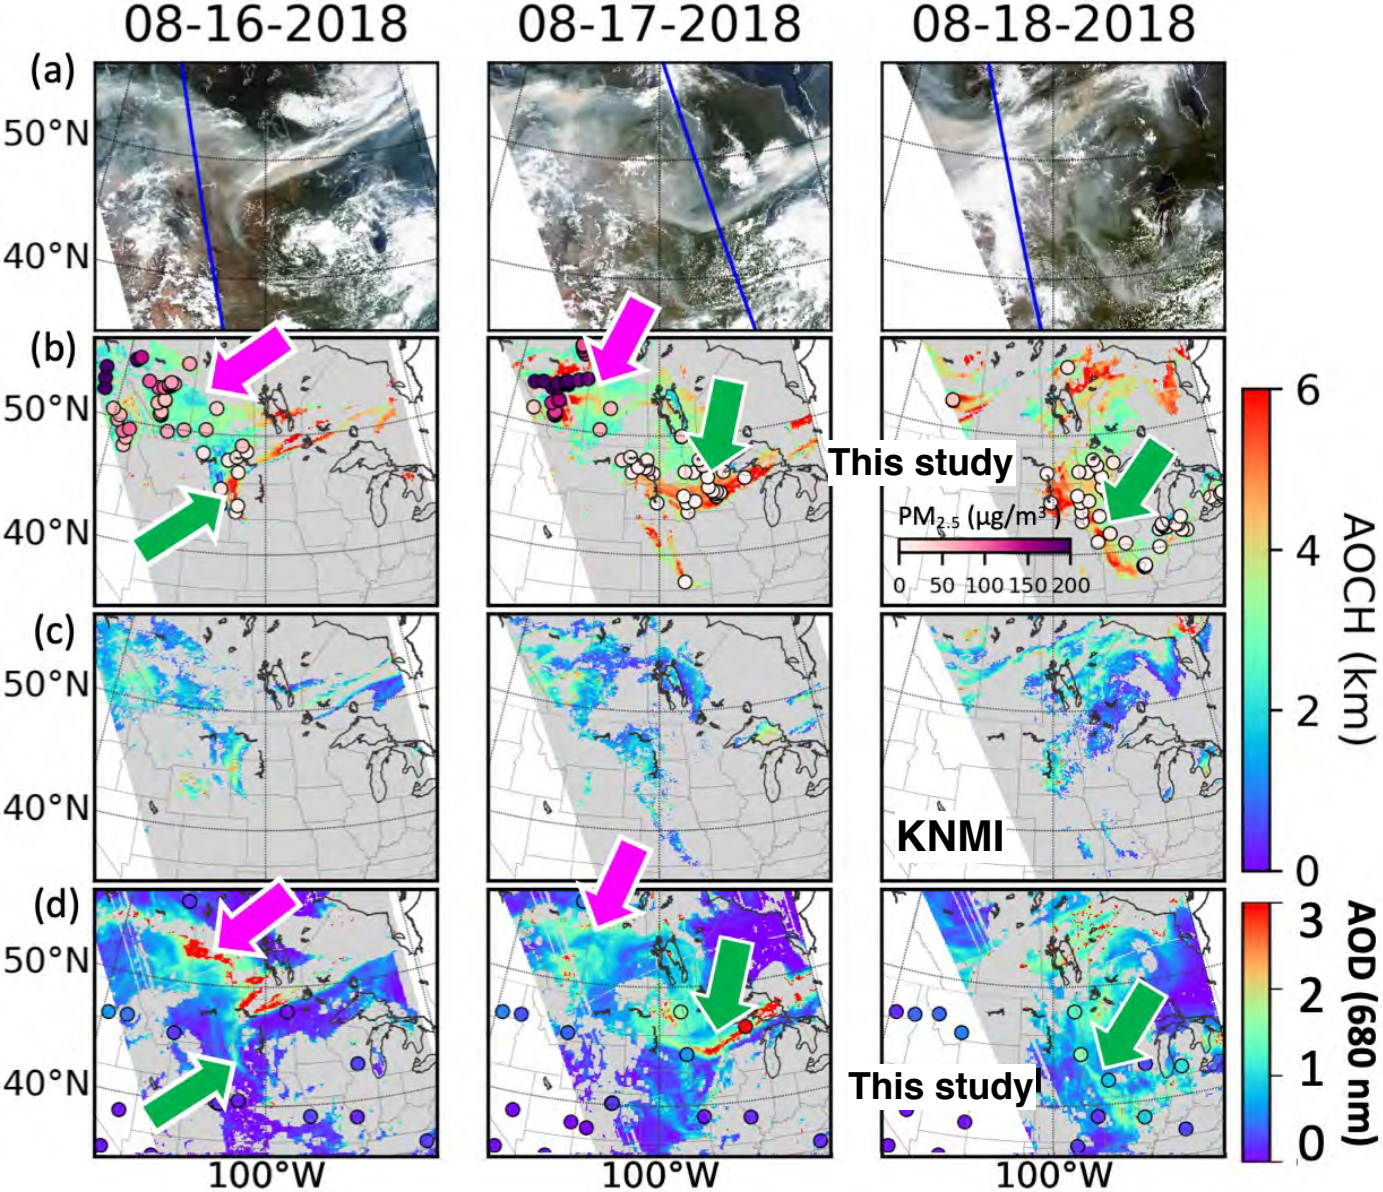 08-16-2018 08-17-2018 08-18-2018
(a)
50°N
40°N
(b)
50°N
40°N
This study
PM2.5 (µg/m3)
0 50 100 150 200
6
4
2
0
AOCH (km)
(c)
50°N
40°N
KNMI
(d)
50°N
40°N
This study
3
2
1
0
AOD (680 nm)
100°W 100°W 100°W